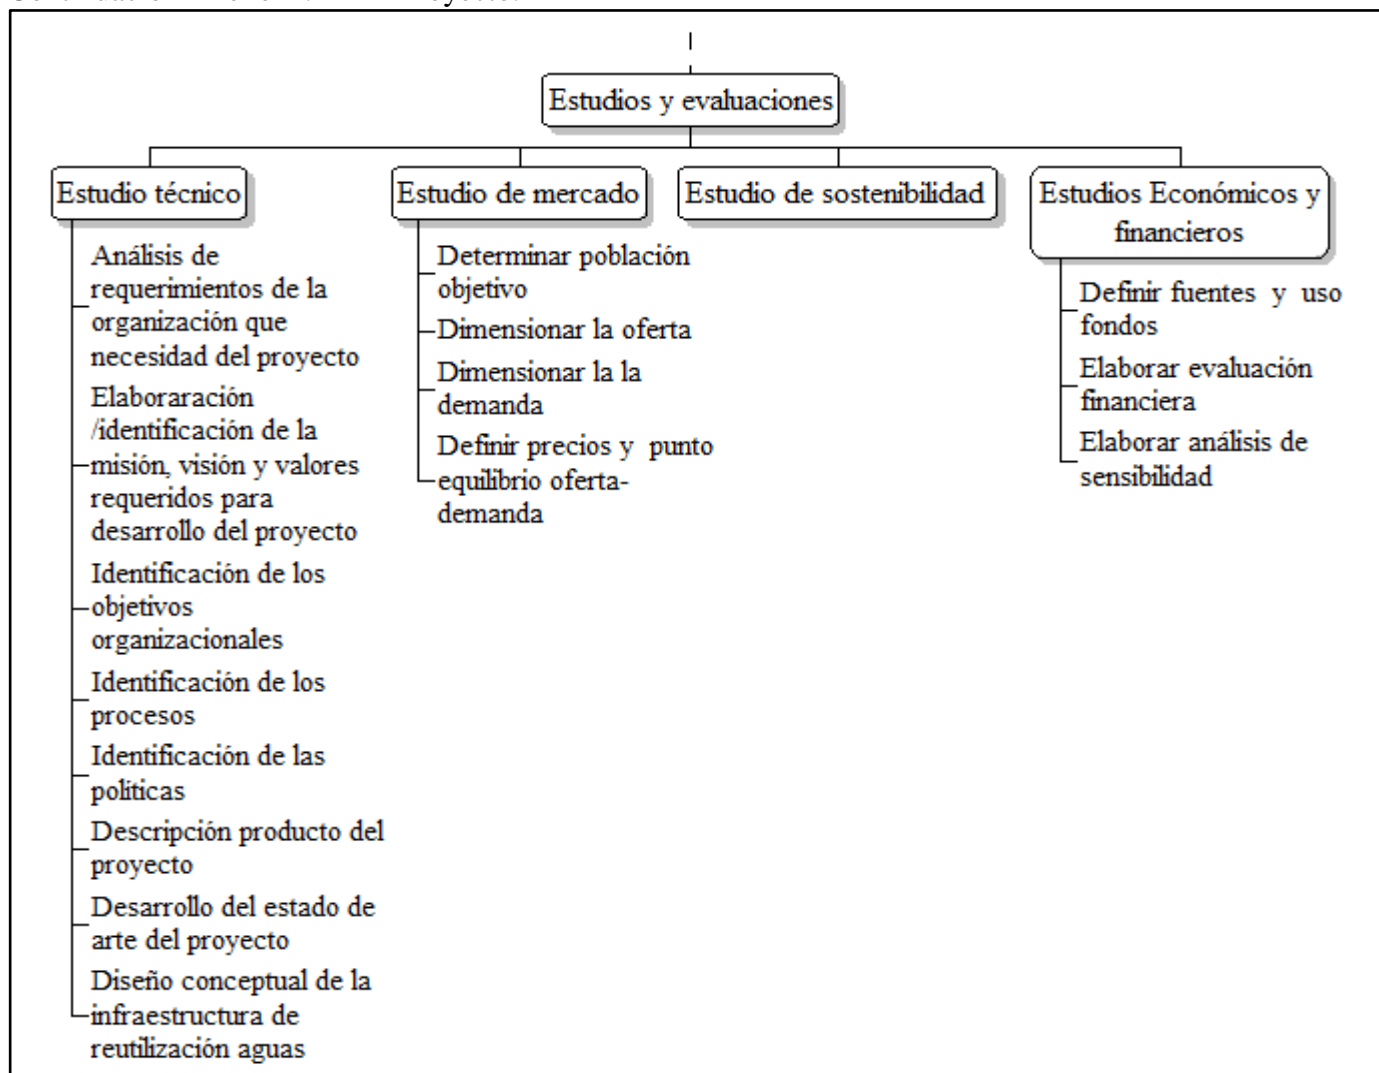 Estudios y evaluaciones
Estudio técnico
Estudio de mercado
Estudio de sostenibilidad
Estudios Económicos y
financieros
Análisis de
requerimientos de la
organización que
necesidad del proyecto
Elaboraración
/identificación de la
misión, visión y valores
requeridos para
desarrollo del proyecto
Identificación de los
objetivos
organizacionales
Identificación de los
procesos
Identificación de las
políticas
Descripción producto del
proyecto
Desarrollo del estado de
arte del proyecto
Diseño conceptual de la
infraestructura de
reutilización aguas
Determinar población
objetivo
Dimensionar la oferta
Dimensionar la la
demanda
Definir precios y punto
equilibrio oferta-
demanda
Definir fuentes y uso
fondos
Elaborar evaluación
financiera
Elaborar análisis de
sensibilidad